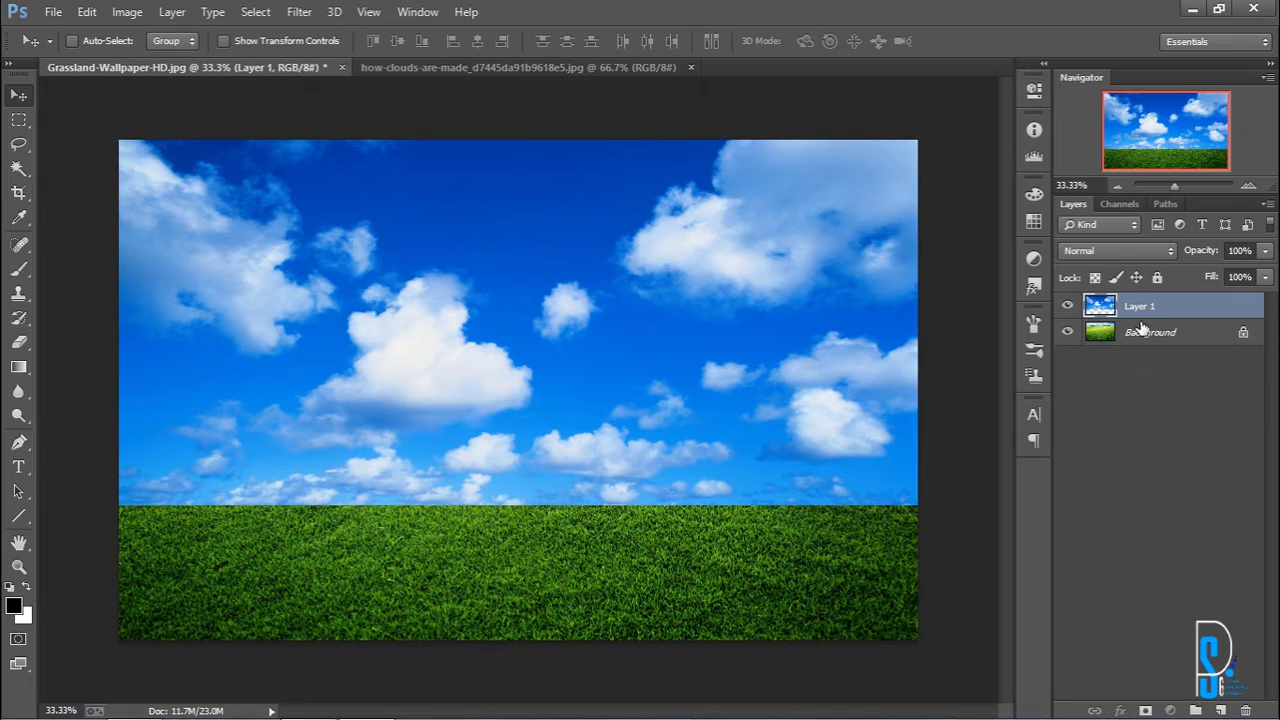 Ps File Edit Image Layer Type Select Filter 3D View Window Help
Auto-Select: Group Show Transform Controls 3D Mode: Essentials
Grassland-Wallpaper-HD.jpg @ 33.3% (Layer 1, RGB/8#) * × how-clouds-are-made_d7445da91b9618e5.jpg @ 66.7% (RGB/8#) ×
Navigator
33.33%
Layers Channels Paths
Kind
Normal Opacity: 100%
Lock: Fill: 100%
Layer 1
Background
33.33% Doc: 11.7M/23.0M